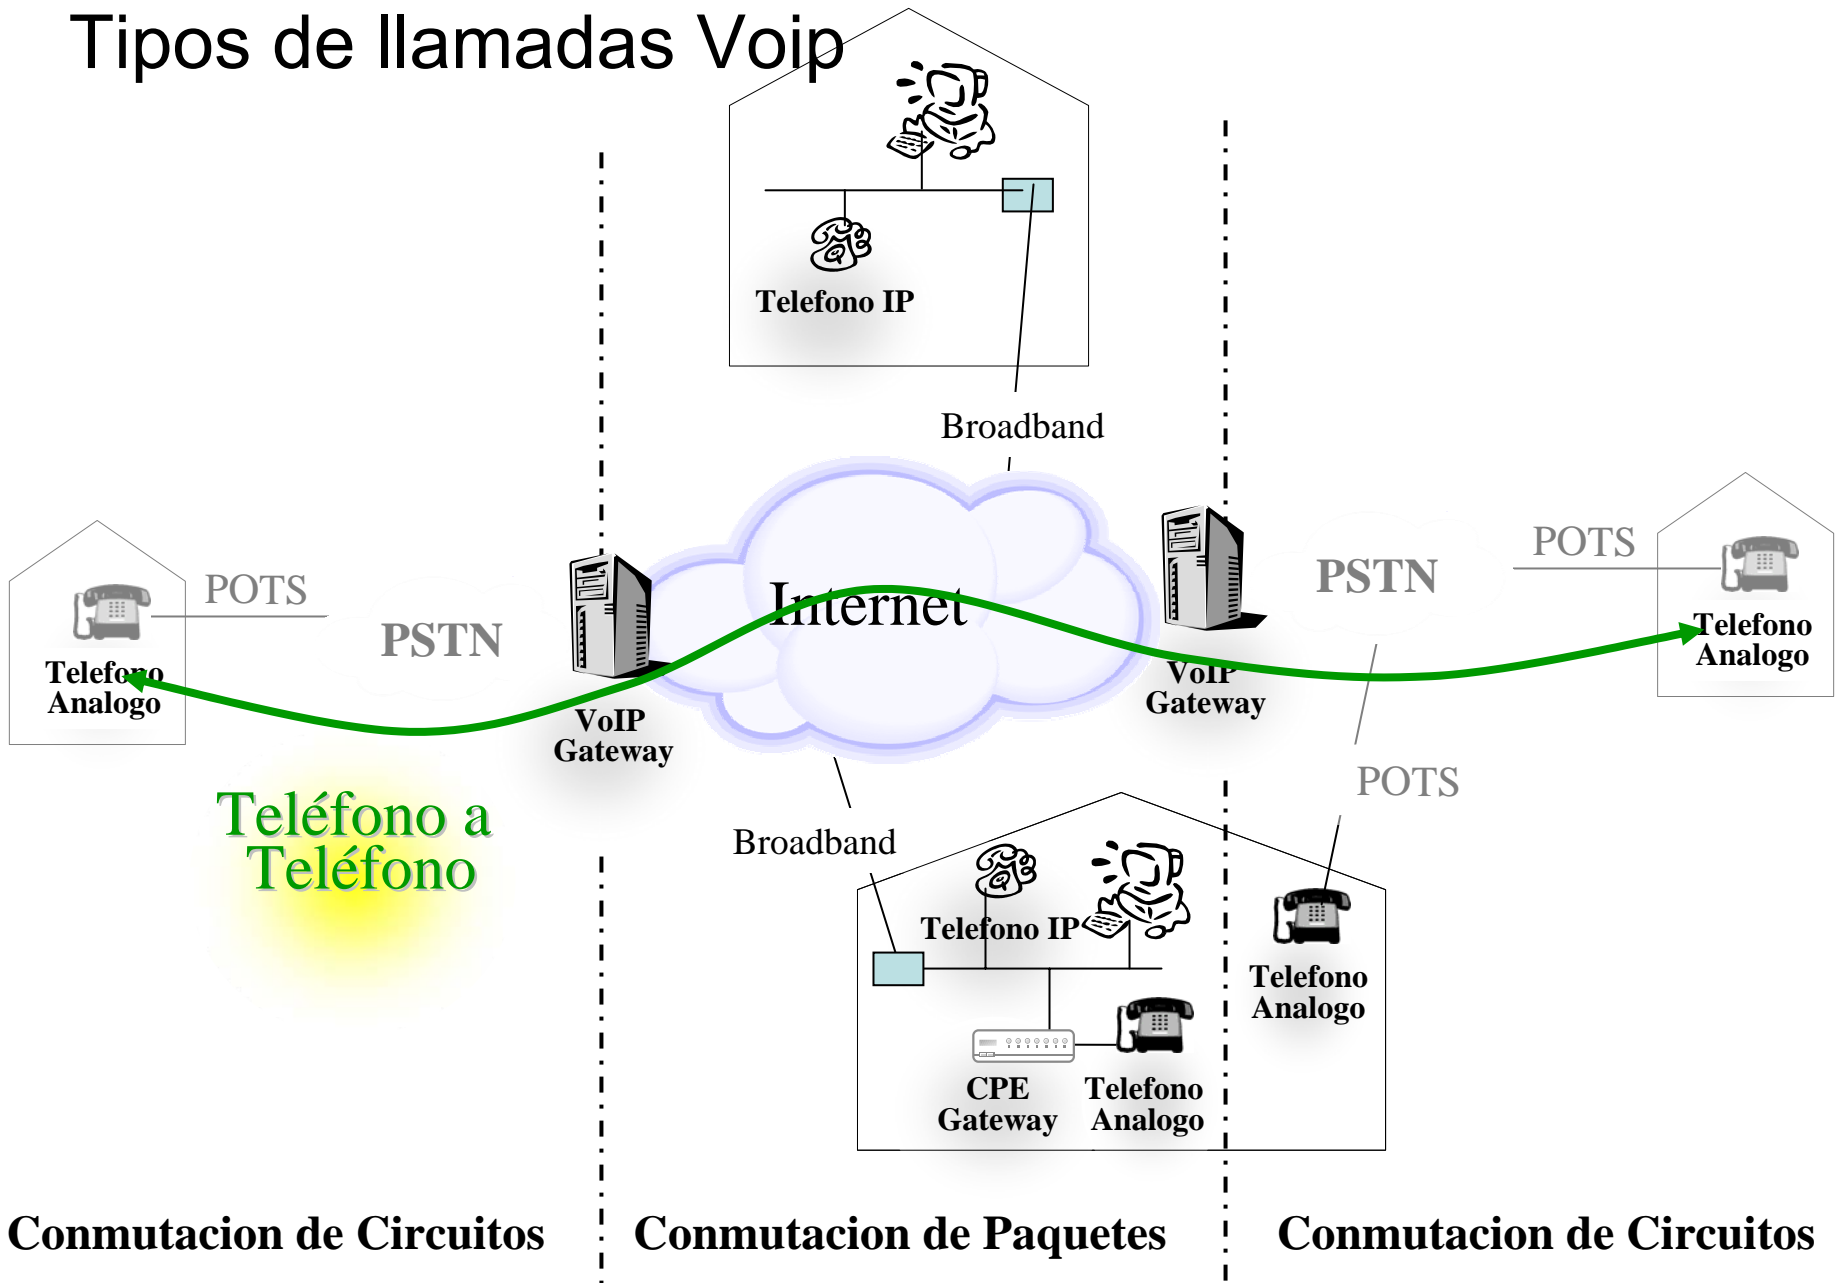 Tipos de llamadas Voip
Telefono IP
Broadband
POTS
PSTN
Telefono
Analogo
VoIP
Gateway
Internet
VoIP
Gateway
PSTN
POTS
Telefono
Analogo
POTS
Teléfono a
Teléfono
Broadband
Telefono IP
Telefono
Analogo
CPE
Gateway
Telefono
Analogo
Conmutacion de Circuitos
Conmutacion de Paquetes
Conmutacion de Circuitos